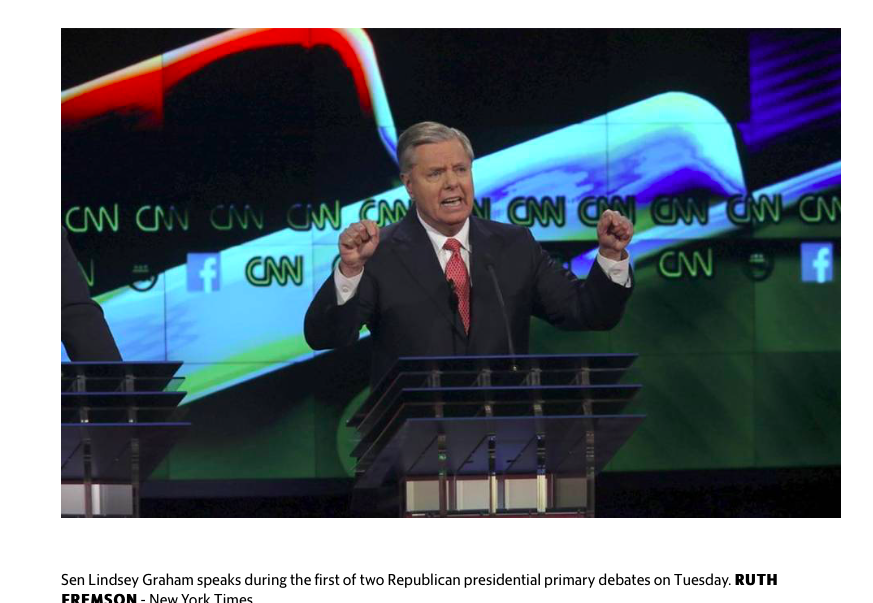 CNN CNN CNN CNN CNN CNN CNN CNN CNN CNN
f CNN CNN f
Sen Lindsey Graham speaks during the first of two Republican presidential primary debates on Tuesday. RUTH
FREMSON - New York Times